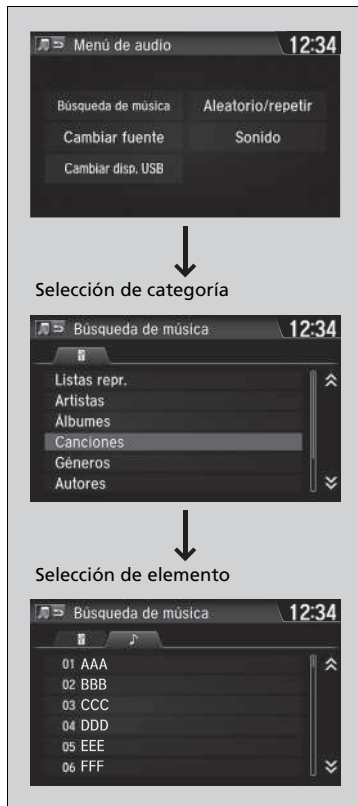 Menú de audio 12:34
Búsqueda de música Aleatorio/repetir
Cambiar fuente Sonido
Cambiar disp. USB
Selección de categoría
Búsqueda de música 12:34
Listas repr.
Artistas
Álbumes
Canciones
Géneros
Autores
Selección de elemento
Búsqueda de música 12:34
01 AAA
02 BBB
03 CCC
04 DDD
05 EEE
06 FFF